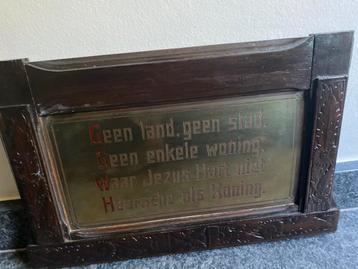 Geen land, geen stad,
Geen enkele woning,
Waar Jezus Hart niet
Heersche als Koning.